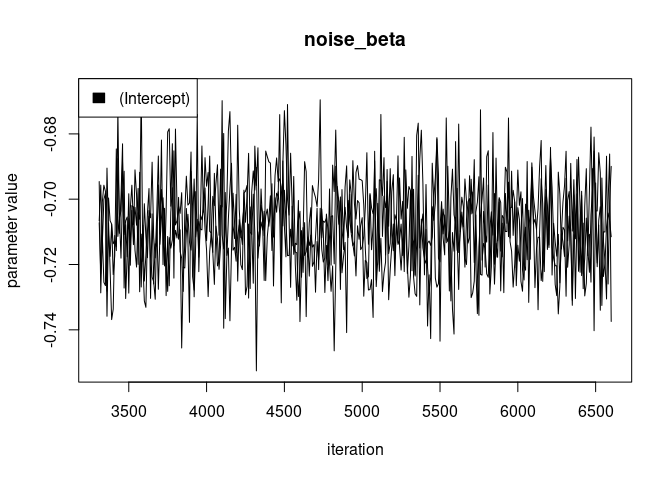 noise_beta
(Intercept)
parameter value
-0.68
-0.70
-0.72
-0.74
3500 4000 4500 5000 5500 6000 6500
iteration